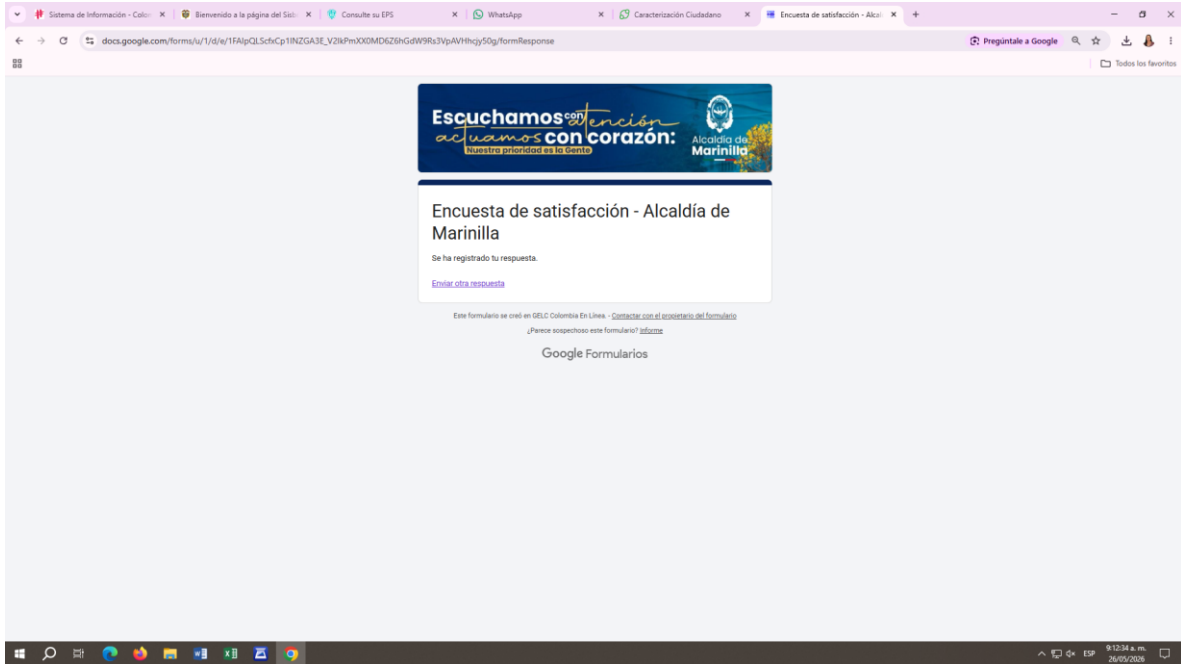 Sistema de Información - Colom
Bienvenido a la página del Sisb
Consulte su EPS
WhatsApp
Caracterización Ciudadano
Encuesta de satisfacción - Alcal
docs.google.com/forms/u/1/d/e/1FAIpQLScfxCp1INZGA3E_V2IkPmXX0MD6Z6hGdW9Rs3VpAVHhcjy50g/formResponse
Pregúntale a Google
Todos los favoritos
Escuchamos con atención
actuamos con corazón:
Nuestra prioridad es la Gente
Alcaldía de
Marinilla
Encuesta de satisfacción - Alcaldía de
Marinilla
Se ha registrado tu respuesta.
Enviar otra respuesta
Este formulario se creó en GELC Colombia En Línea. - Contactar con el propietario del formulario
¿Parece sospechoso este formulario? Informe
Google Formularios
ESP
9:12:34 a. m.
26/05/2026